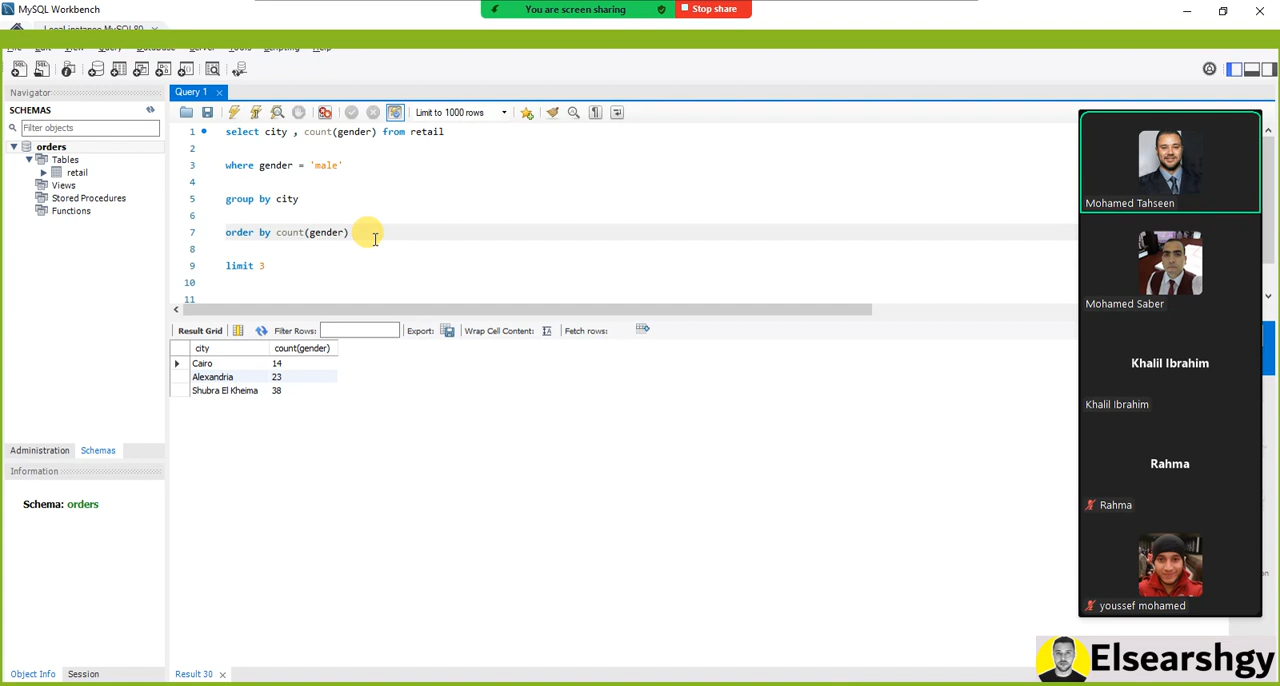 MySQL Workbench
You are screen sharing
Stop share
Local instance MySQL80
Navigator
SCHEMAS
Filter objects
orders
Tables
retail
Views
Stored Procedures
Functions
Administration
Schemas
Information
Schema: orders
Object Info
Session
Query 1
Limit to 1000 rows
1
select city , count(gender) from retail
2
3
where gender = 'male'
4
5
group by city
6
7
order by count(gender)
8
9
limit 3
10
11
Result Grid
Filter Rows:
Export:
Wrap Cell Content:
Fetch rows:
city count(gender)
Cairo 14
Alexandria 23
Shubra El Kheima 38
Result 30
Mohamed Tahseen
Mohamed Saber
Khalil Ibrahim
Khalil Ibrahim
Rahma
Rahma
youssef mohamed
Elsearshgy